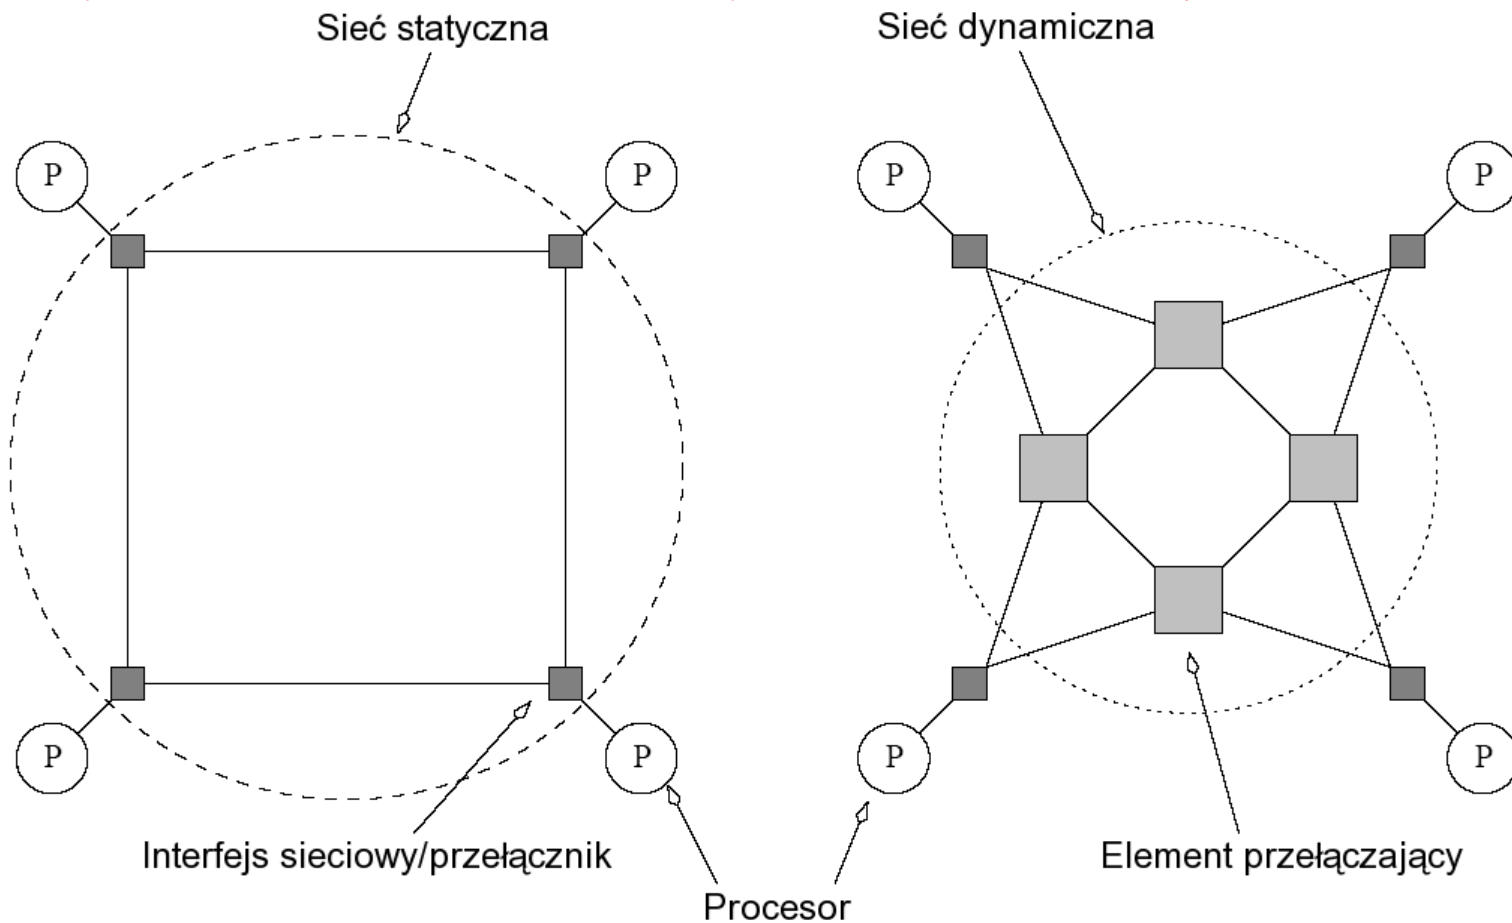 Sieć statyczna
Sieć dynamiczna
P
P
P
P
P
P
P
P
Interfejs sieciowy/przełącznik
Element przełączający
Procesor